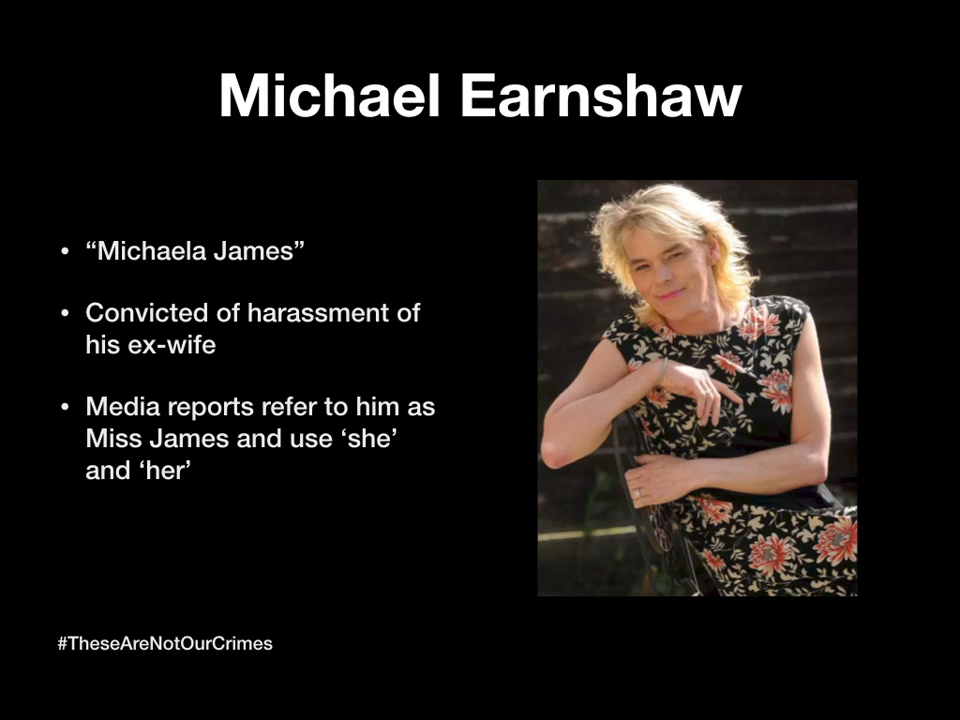 Michael Earnshaw
• “Michaela James”
• Convicted of harassment of
his ex-wife
• Media reports refer to him as
Miss James and use ‘she’
and ‘her’
#TheseAreNotOurCrimes